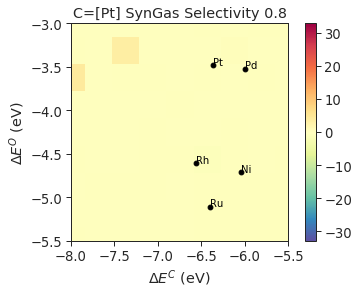 C=[Pt] SynGas Selectivity 0.8
−3.0
−3.5
−4.0
−4.5
−5.0
−5.5
ΔE^O (eV)
Pt
Pd
Rh
Ni
Ru
−8.0 −7.5 −7.0 −6.5 −6.0 −5.5
ΔE^C (eV)
30
20
10
0
−10
−20
−30